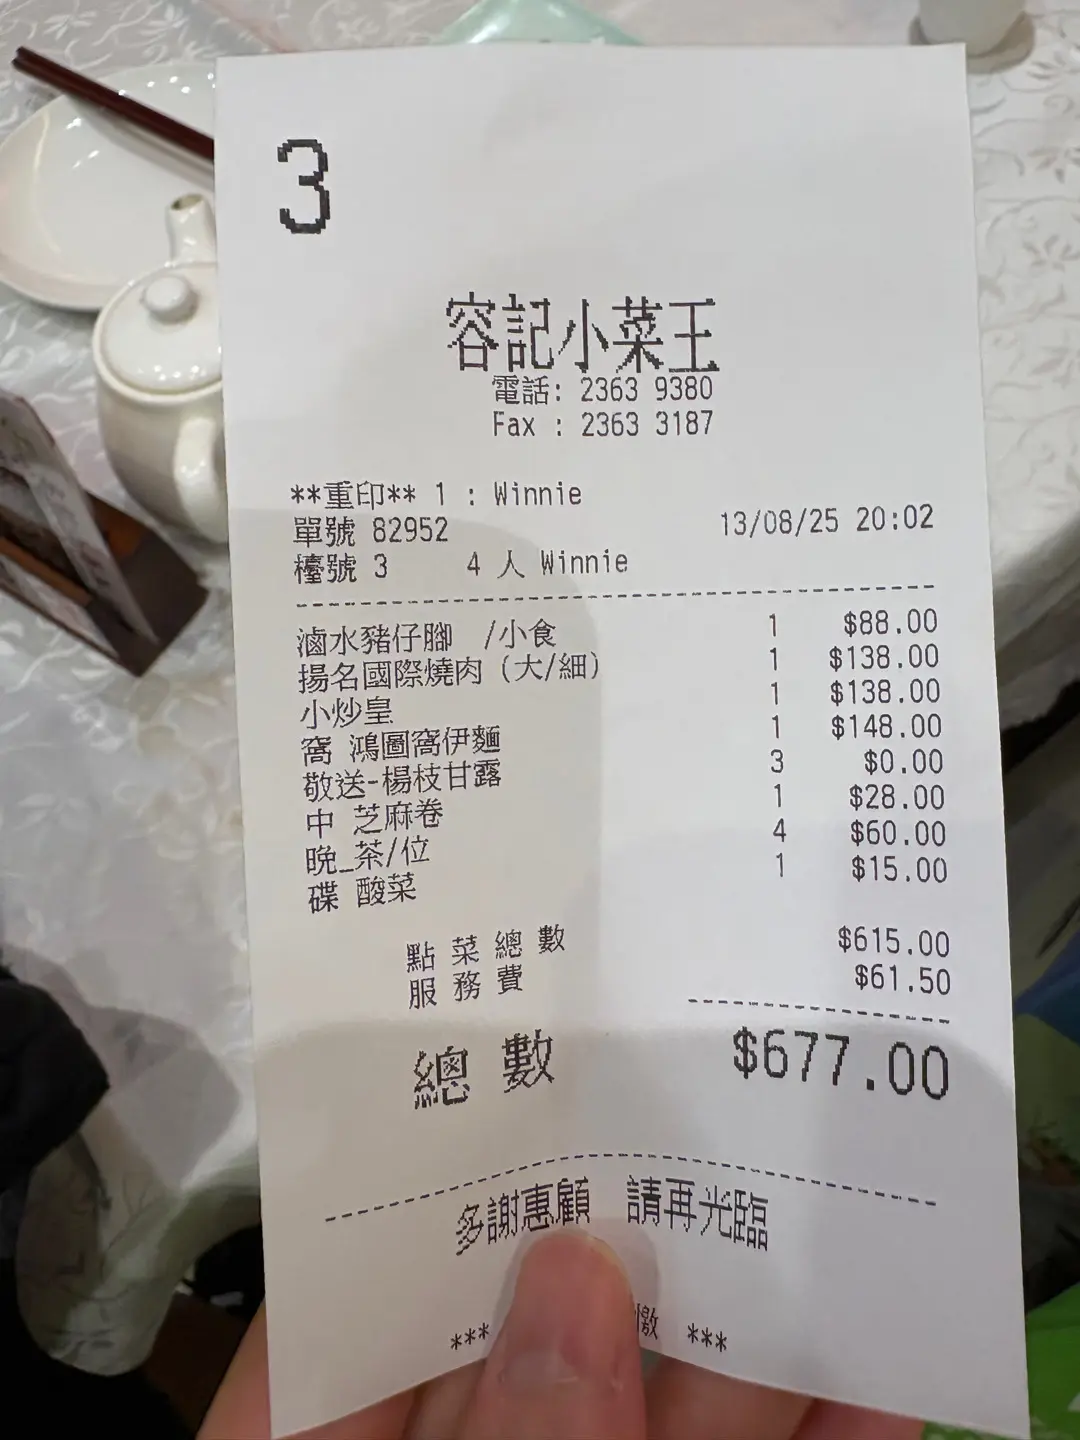 3
容記小菜王
電話: 2363 9380
Fax : 2363 3187
**重印** 1 : Winnie
單號 82952 13/08/25 20:02
檯號 3 4 人 Winnie
滷水豬仔腳 /小食 1 $88.00
揚名國際燒肉 (大/細) 1 $138.00
小炒皇 1 $138.00
窩 鴻圖窩伊麵 1 $148.00
敬送-楊枝甘露 3 $0.00
中 芝麻卷 1 $28.00
晚_茶/位 4 $60.00
碟 酸菜 1 $15.00
點菜總數 $615.00
服務費 $61.50
總數 $677.00
多謝惠顧 請再光臨
*** ***